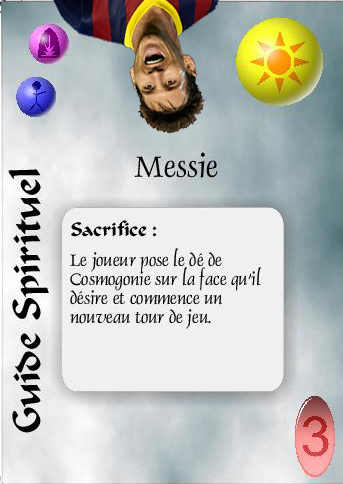 Messie
Guide Spirituel
Sacrifice :
Le joueur pose le dé de
Cosmogonie sur la face qu'il
désire et commence un
nouveau tour de jeu.
3